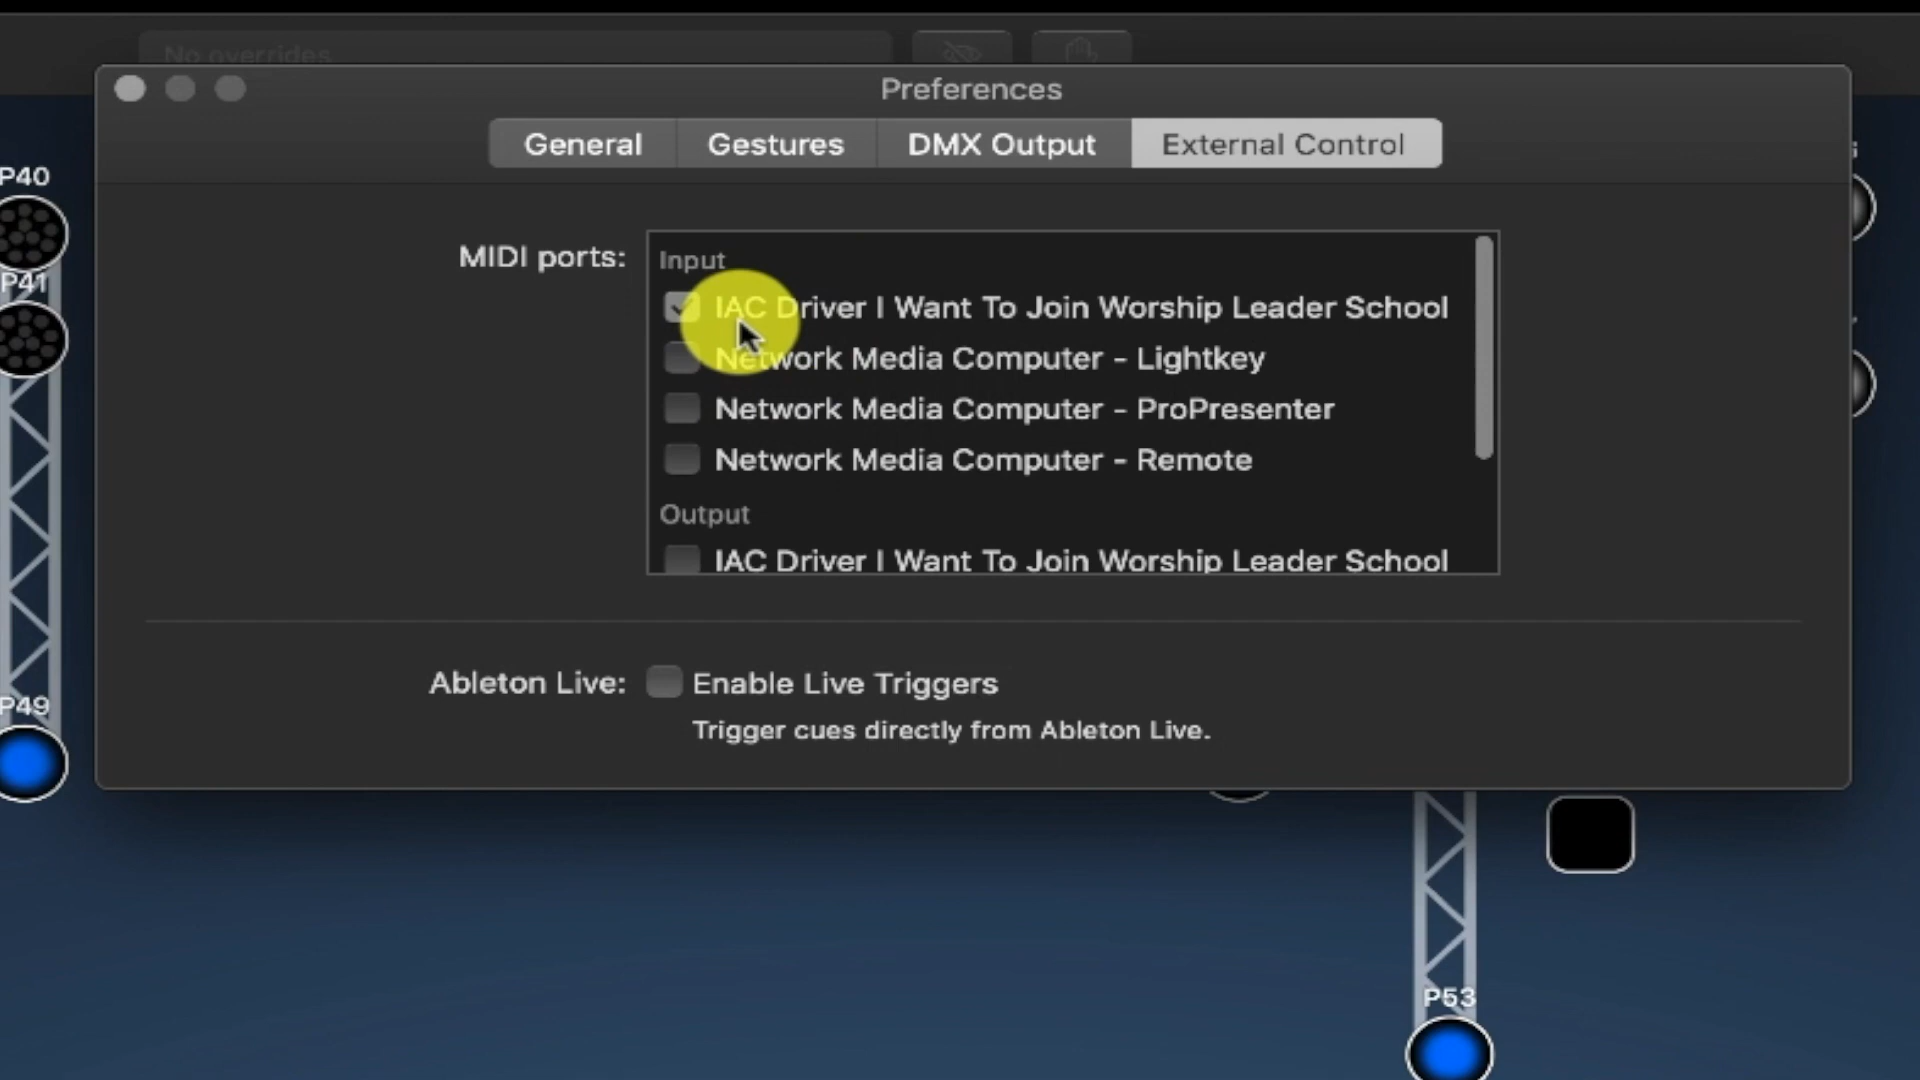 No overrides
Preferences
General Gestures DMX Output External Control
P40
P41
MIDI ports:
Input
IAC Driver I Want To Join Worship Leader School
Network Media Computer - Lightkey
Network Media Computer - ProPresenter
Network Media Computer - Remote
Output
IAC Driver I Want To Join Worship Leader School
Ableton Live: Enable Live Triggers
P49
Trigger cues directly from Ableton Live.
P53